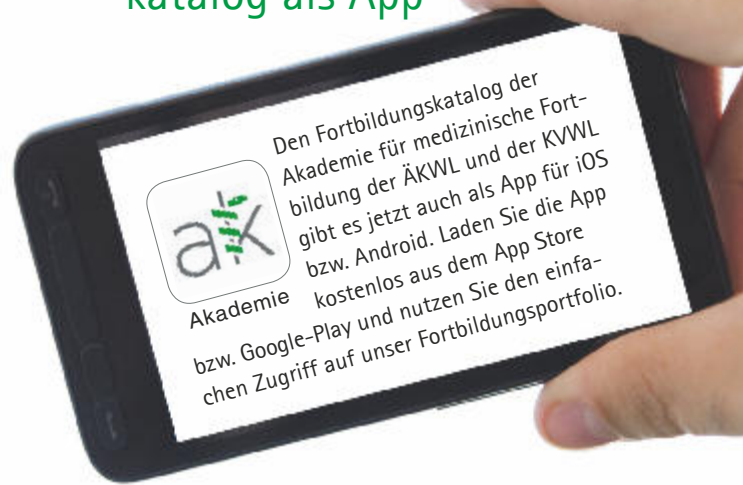 katalog als App
Den Fortbildungskatalog der
Akademie für medizinische Fort-
bildung der ÄKWL und der KVWL
gibt es jetzt auch als App für iOS
bzw. Android. Laden Sie die App
kostenlos aus dem App Store
bzw. Google-Play und nutzen Sie den einfa-
chen Zugriff auf unser Fortbildungsportfolio.
ak
Akademie